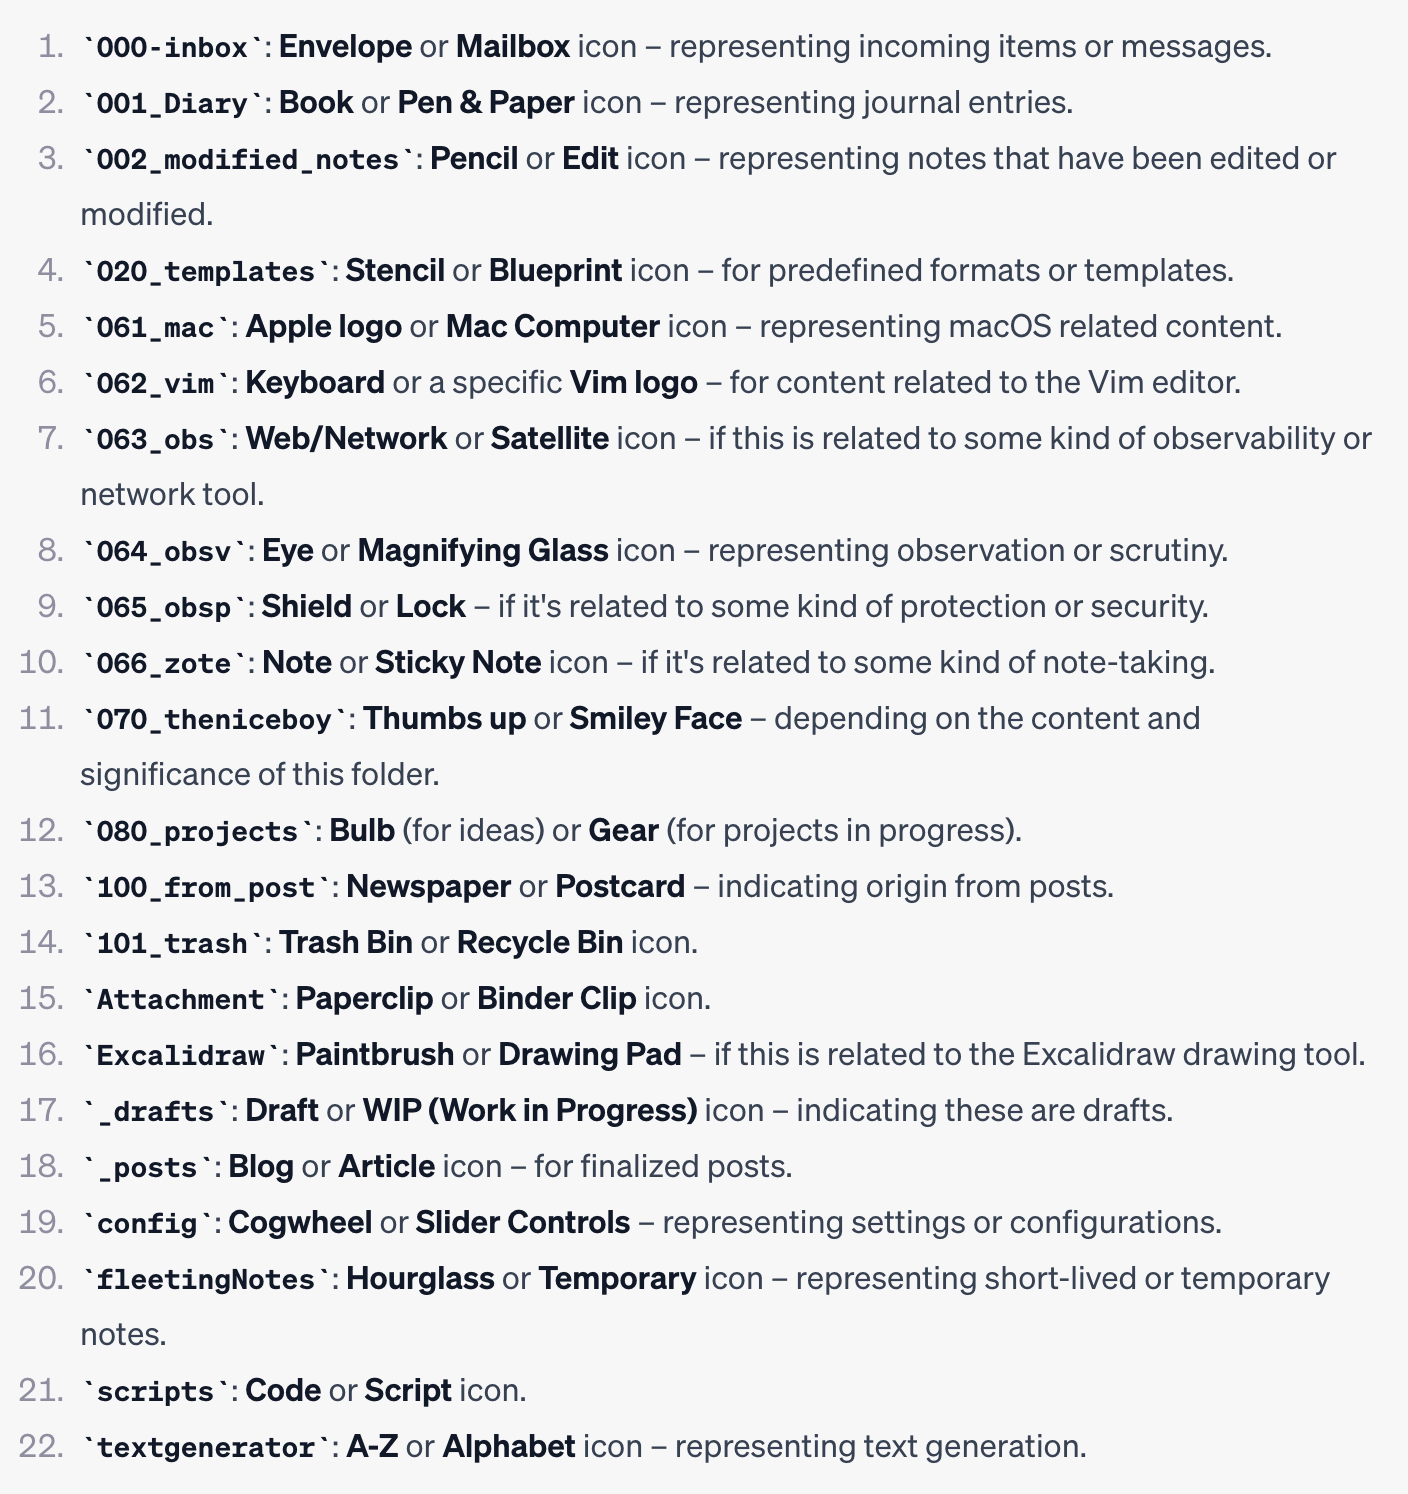 1. `000-inbox`: Envelope or Mailbox icon – representing incoming items or messages.
2. `001_Diary`: Book or Pen & Paper icon – representing journal entries.
3. `002_modified_notes`: Pencil or Edit icon – representing notes that have been edited or
modified.
4. `020_templates`: Stencil or Blueprint icon – for predefined formats or templates.
5. `061_mac`: Apple logo or Mac Computer icon – representing macOS related content.
6. `062_vim`: Keyboard or a specific Vim logo – for content related to the Vim editor.
7. `063_obs`: Web/Network or Satellite icon – if this is related to some kind of observability or
network tool.
8. `064_obsv`: Eye or Magnifying Glass icon – representing observation or scrutiny.
9. `065_obsp`: Shield or Lock – if it's related to some kind of protection or security.
10. `066_zote`: Note or Sticky Note icon – if it's related to some kind of note-taking.
11. `070_theniceboy`: Thumbs up or Smiley Face – depending on the content and
significance of this folder.
12. `080_projects`: Bulb (for ideas) or Gear (for projects in progress).
13. `100_from_post`: Newspaper or Postcard – indicating origin from posts.
14. `101_trash`: Trash Bin or Recycle Bin icon.
15. `Attachment`: Paperclip or Binder Clip icon.
16. `Excalidraw`: Paintbrush or Drawing Pad – if this is related to the Excalidraw drawing tool.
17. `_drafts`: Draft or WIP (Work in Progress) icon – indicating these are drafts.
18. `_posts`: Blog or Article icon – for finalized posts.
19. `config`: Cogwheel or Slider Controls – representing settings or configurations.
20. `fleetingNotes`: Hourglass or Temporary icon – representing short-lived or temporary
notes.
21. `scripts`: Code or Script icon.
22. `textgenerator`: A-Z or Alphabet icon – representing text generation.